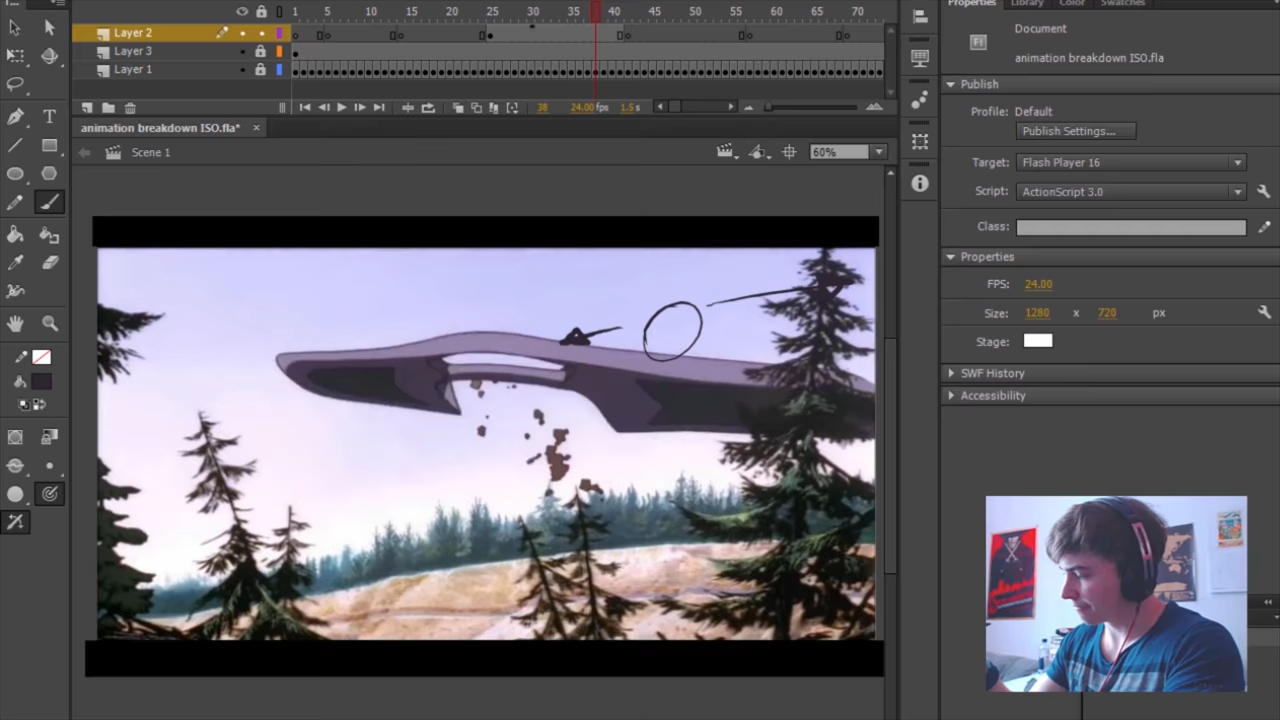 Properties Library Color Swatches
1 5 10 15 20 25 30 35 40 45 50 55 60 65 70
Layer 2
Layer 3
Layer 1
38 24.00 fps 1.5 s
animation breakdown ISO.fla* ×
Scene 1
60%
Document
Fl
animation breakdown ISO.fla
Publish
Profile: Default
Publish Settings...
Target: Flash Player 16
Script: ActionScript 3.0
Class:
Properties
FPS: 24.00
Size: 1280 x 720 px
Stage:
SWF History
Accessibility